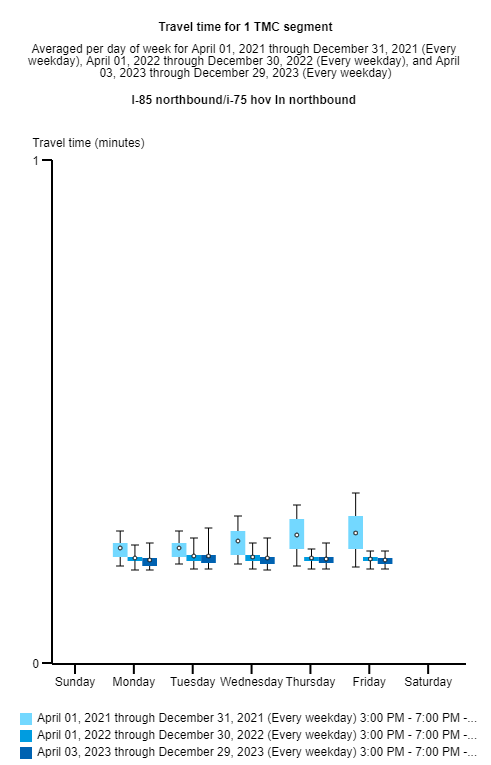 Travel time for 1 TMC segment
Averaged per day of week for April 01, 2021 through December 31, 2021 (Every
weekday), April 01, 2022 through December 30, 2022 (Every weekday), and April
03, 2023 through December 29, 2023 (Every weekday)
I-85 northbound/i-75 hov ln northbound
Travel time (minutes)
1
0
Sunday Monday Tuesday Wednesday Thursday Friday Saturday
April 01, 2021 through December 31, 2021 (Every weekday) 3:00 PM - 7:00 PM -...
April 01, 2022 through December 30, 2022 (Every weekday) 3:00 PM - 7:00 PM -...
April 03, 2023 through December 29, 2023 (Every weekday) 3:00 PM - 7:00 PM -...